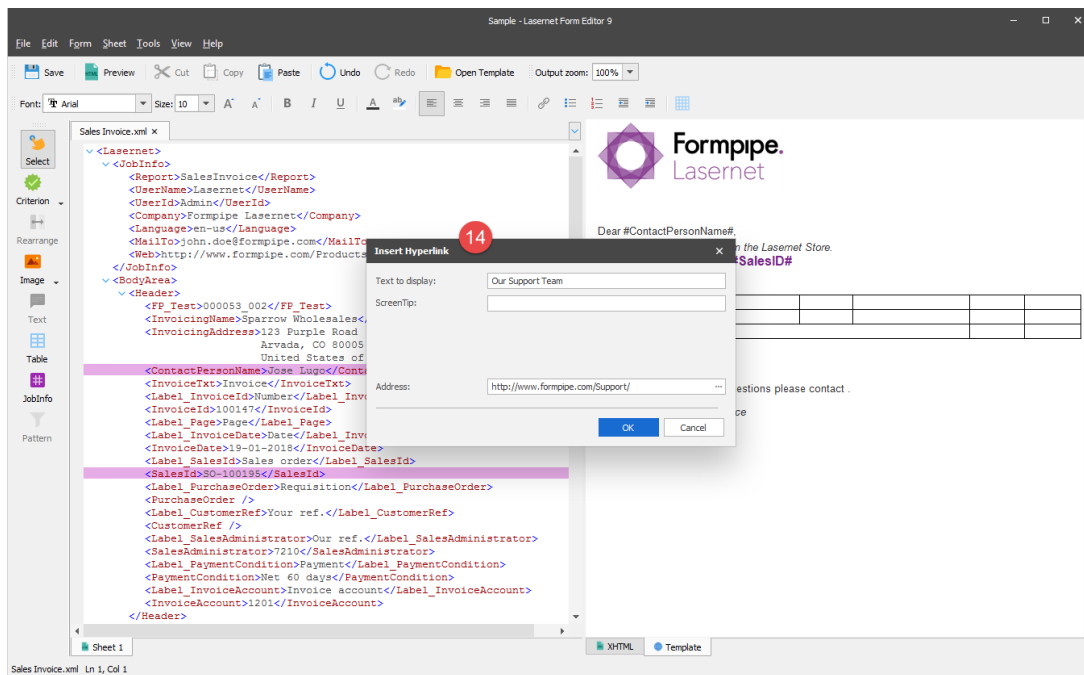 Sample - Lasernet Form Editor 9
File Edit Form Sheet Tools View Help
Save Preview Cut Copy Paste Undo Redo Open Template Output zoom: 100%
Font: Arial Size: 10 A A B I U A ab
Sales Invoice.xml ×
Select
Criterion
Rearrange
Image
Text
Table
JobInfo
Pattern
<Lasernet>
<JobInfo>
<Report>SalesInvoice</Report>
<UserName>Lasernet</UserName>
<UserId>Admin</UserId>
<Company>Formpipe Lasernet</Company>
<Language>en-us</Language>
<MailTo>john.doe@formpipe.com</MailTo
<Web>http://www.formpipe.com/Products
</JobInfo>
<BodyArea>
<Header>
<FP_Test>000053_002</FP_Test>
<InvoicingName>Sparrow Wholesales</
<InvoicingAddress>123 Purple Road
Arvada, CO 80005
United States of
<ContactPersonName>Jose Lugo</Conta
<InvoiceTxt>Invoice</InvoiceTxt>
<Label_InvoiceId>Number</Label_Invo
<InvoiceId>100147</InvoiceId>
<Label_Page>Page</Label_Page>
<Label_InvoiceDate>Date</Label_Invo
<InvoiceDate>19-01-2018</InvoiceDate>
<Label_SalesId>Sales order</Label_SalesId>
<SalesId>SO-100195</SalesId>
<Label_PurchaseOrder>Requisition</Label_PurchaseOrder>
<PurchaseOrder />
<Label_CustomerRef>Your ref.</Label_CustomerRef>
<CustomerRef />
<Label_SalesAdministrator>Our ref.</Label_SalesAdministrator>
<SalesAdministrator>7210</SalesAdministrator>
<Label_PaymentCondition>Payment</Label_PaymentCondition>
<PaymentCondition>Net 60 days</PaymentCondition>
<Label_InvoiceAccount>Invoice account</Label_InvoiceAccount>
<InvoiceAccount>1201</InvoiceAccount>
</Header>
14
Insert Hyperlink
Text to display: Our Support Team
ScreenTip:
Address: http://www.formpipe.com/Support/ ...
OK Cancel
Formpipe.
Lasernet
Dear #ContactPersonName#,
n the Lasernet Store.
#SalesID#
estions please contact .
ce
Sheet 1
XHTML Template
Sales Invoice.xml Ln 1, Col 1